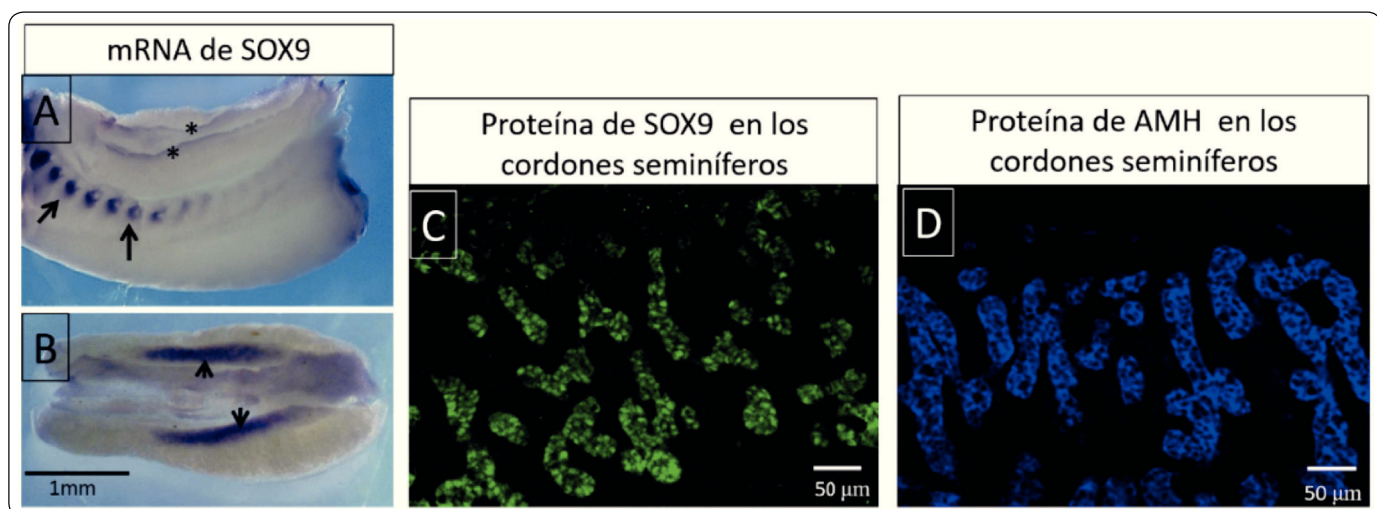 mRNA de SOX9
A
*
*
B
1mm
Proteína de SOX9 en los
cordones seminíferos
C
50 µm
Proteína de AMH en los
cordones seminíferos
D
50 µm